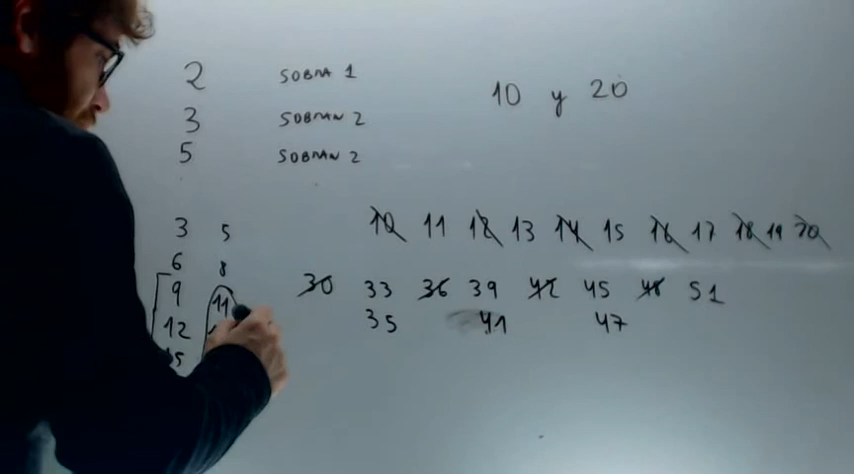 2 SOBRA 1
10 y 20
3 SOBRAN 2
5 SOBRAN 2
3 5
6 8
9 11
12
15
10 11 12 13 14 15 16 17 18 19 20
30 33 36 39 42 45 48 51
35 41 47